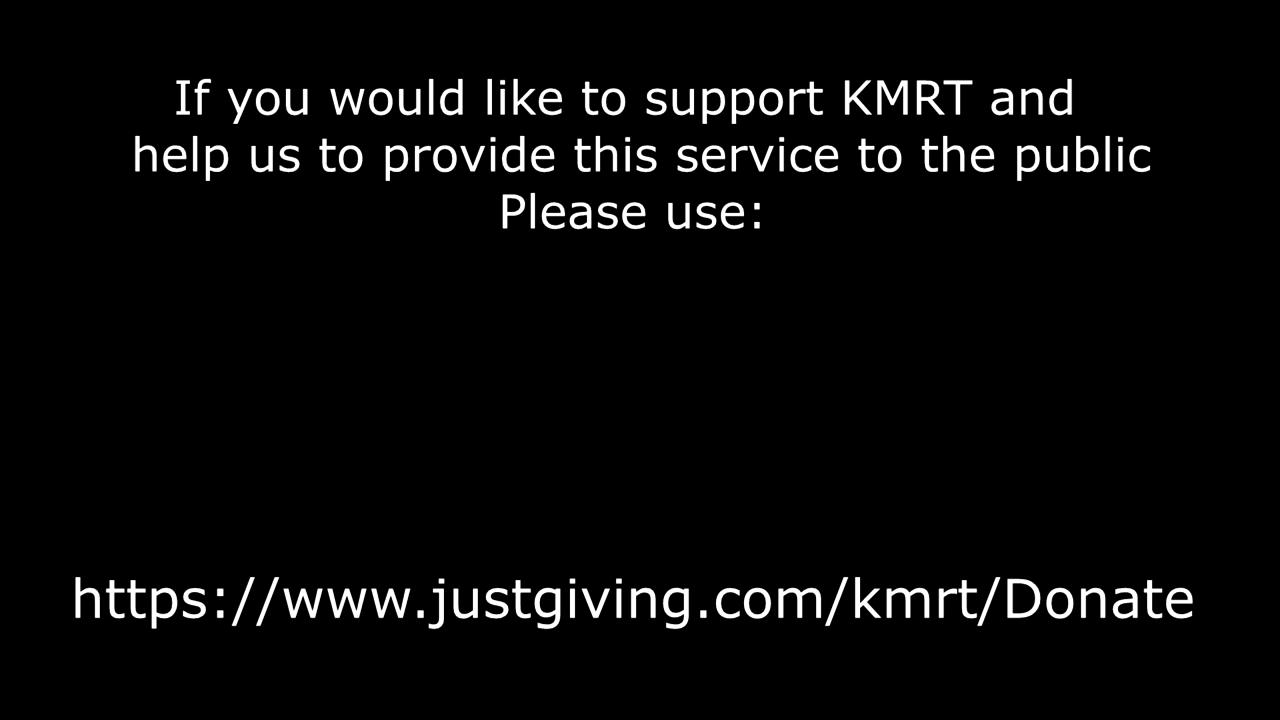 If you would like to support KMRT and
help us to provide this service to the public
Please use:
https://www.justgiving.com/kmrt/Donate